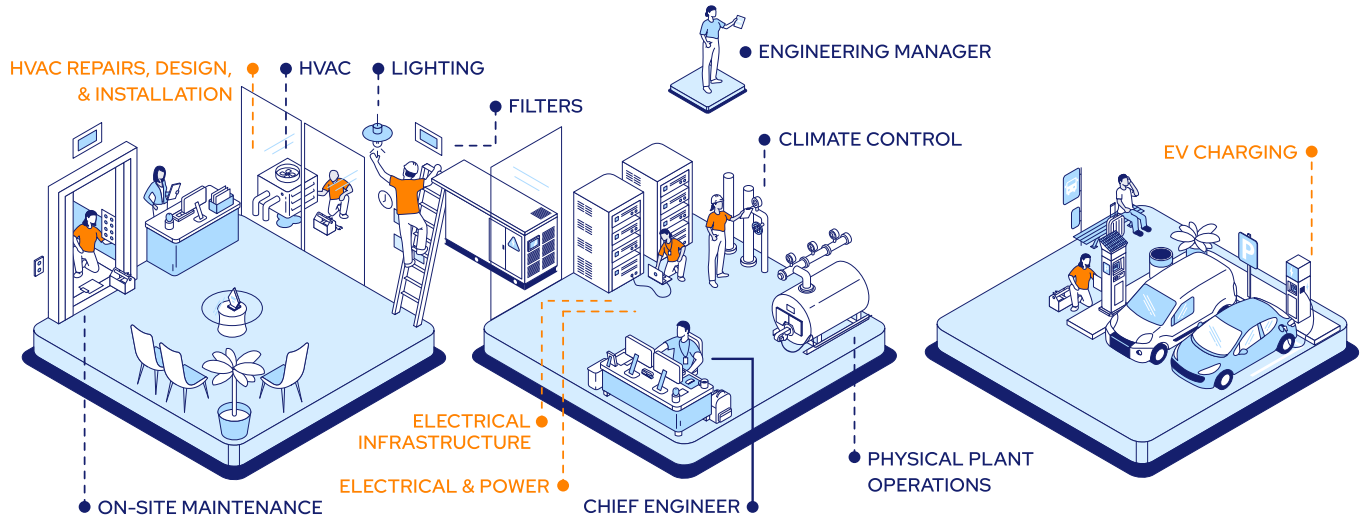 ENGINEERING MANAGER
HVAC REPAIRS, DESIGN,
& INSTALLATION
HVAC
LIGHTING
FILTERS
CLIMATE CONTROL
EV CHARGING
P
ELECTRICAL
INFRASTRUCTURE
ELECTRICAL & POWER
CHIEF ENGINEER
PHYSICAL PLANT
OPERATIONS
ON-SITE MAINTENANCE